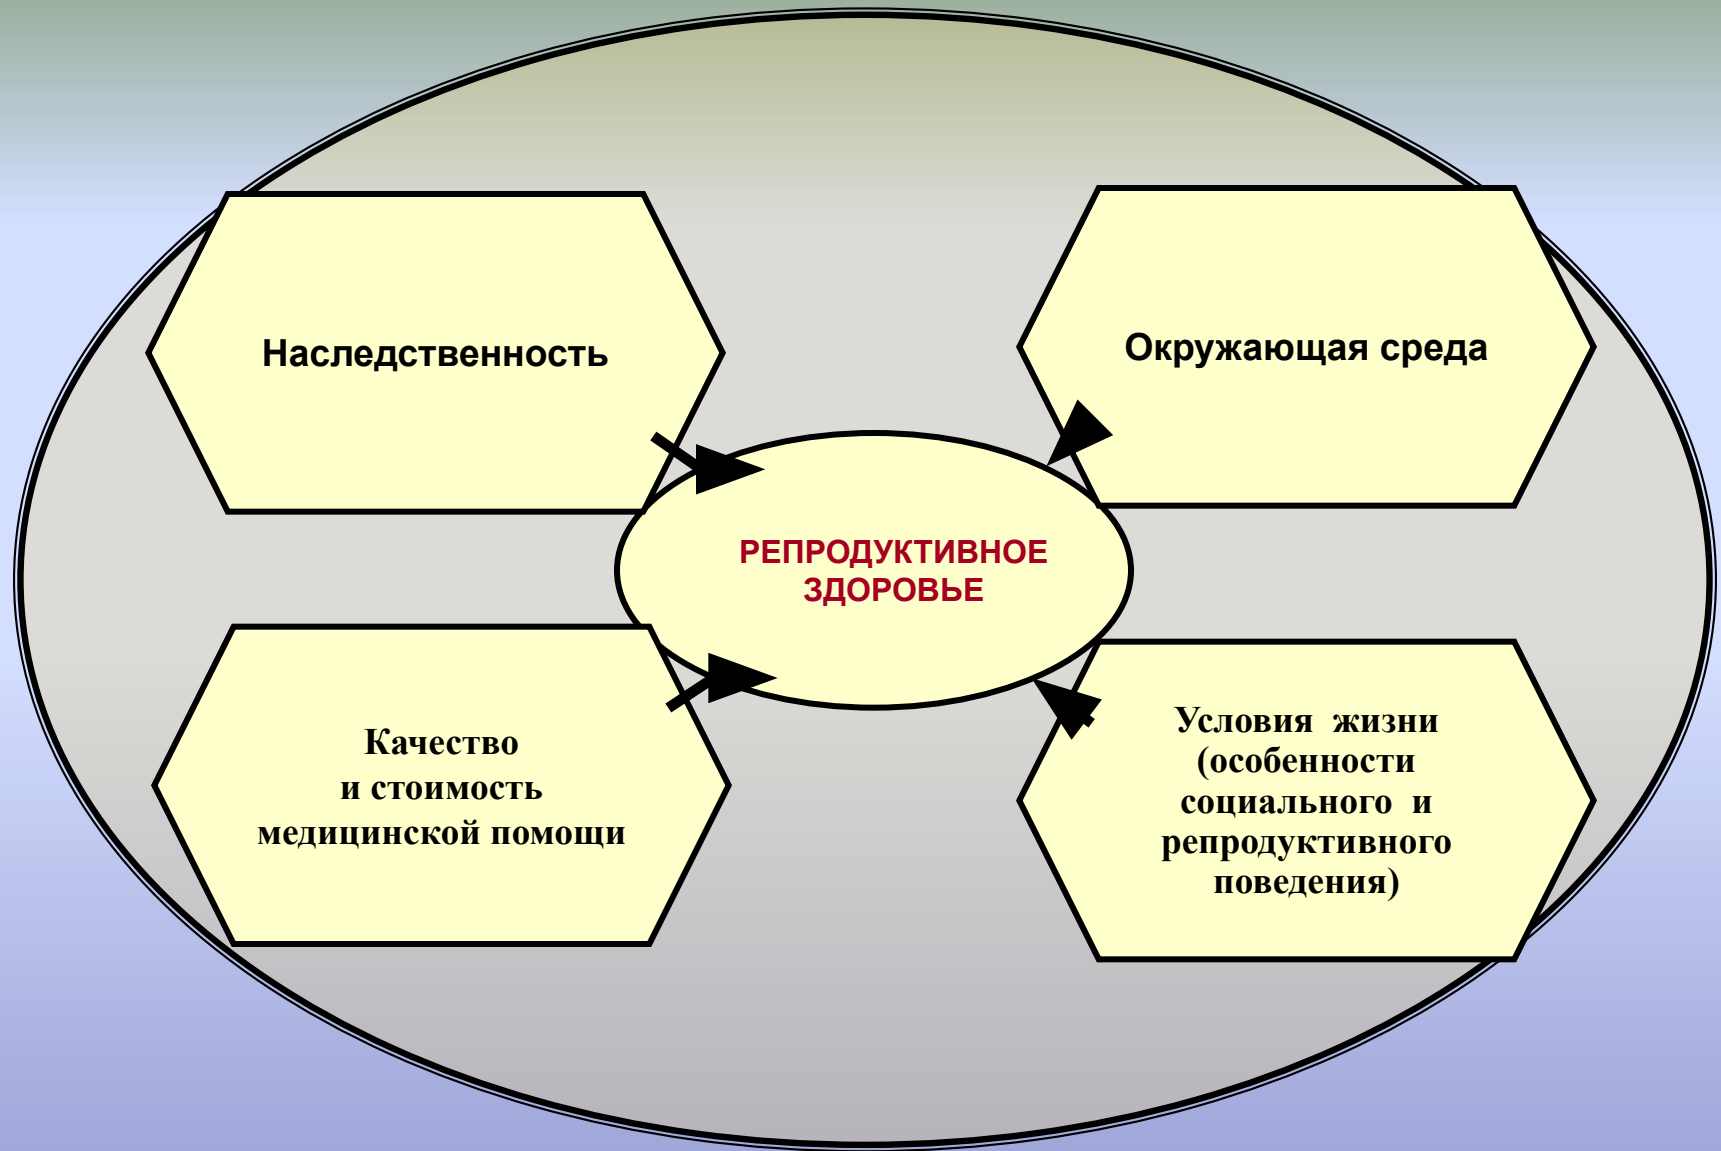 Наследственность
Окружающая среда
РЕПРОДУКТИВНОЕ
ЗДОРОВЬЕ
Качество
и стоимость
медицинской помощи
Условия жизни
(особенности
социального и
репродуктивного
поведения)